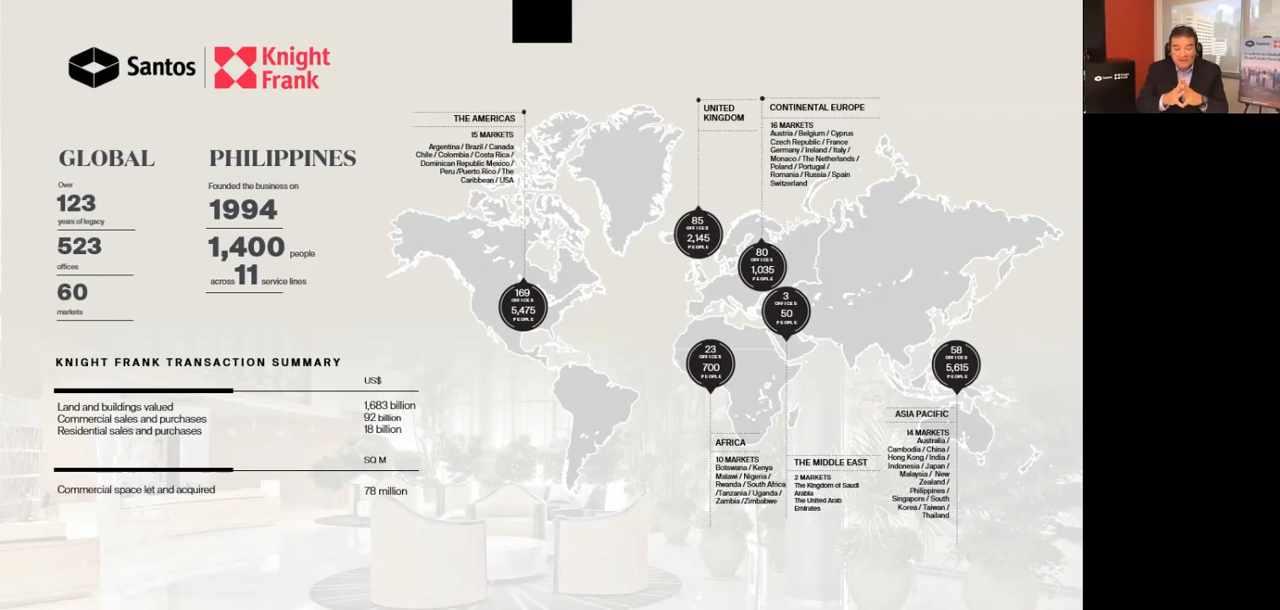 Santos
Knight
Frank
GLOBAL
Over
123
years of legacy
523
offices
60
markets
PHILIPPINES
Founded the business on
1994
1,400 people
across 11 service lines
KNIGHT FRANK TRANSACTION SUMMARY
US$
Land and buildings valued 1,683 billion
Commercial sales and purchases 92 billion
Residential sales and purchases 18 billion
SQ M
Commercial space let and acquired 78 million
THE AMERICAS
15 MARKETS
Argentina / Brazil / Canada
Chile / Colombia / Costa Rica /
Dominican Republic Mexico /
Peru /Puerto Rico / The
Caribbean / USA
169
OFFICES
5,475
PEOPLE
UNITED
KINGDOM
85
OFFICES
2,145
PEOPLE
CONTINENTAL EUROPE
16 MARKETS
Austria / Belgium / Cyprus
Czech Republic / France
Germany / Ireland / Italy /
Monaco / The Netherlands /
Poland / Portugal /
Romania / Russia / Spain
Switzerland
80
OFFICES
1,035
PEOPLE
3
OFFICES
50
PEOPLE
23
OFFICES
700
PEOPLE
58
OFFICES
5,615
PEOPLE
AFRICA
10 MARKETS
Botswana / Kenya
Malawi / Nigeria /
Rwanda / South Africa
/Tanzania / Uganda /
Zambia /Zimbabwe
THE MIDDLE EAST
2 MARKETS
The Kingdom of Saudi
Arabia
The United Arab
Emirates
ASIA PACIFIC
14 MARKETS
Australia /
Cambodia / China /
Hong Kong / India /
Indonesia / Japan /
Malaysia / New
Zealand /
Philippines /
Singapore / South
Korea / Taiwan /
Thailand